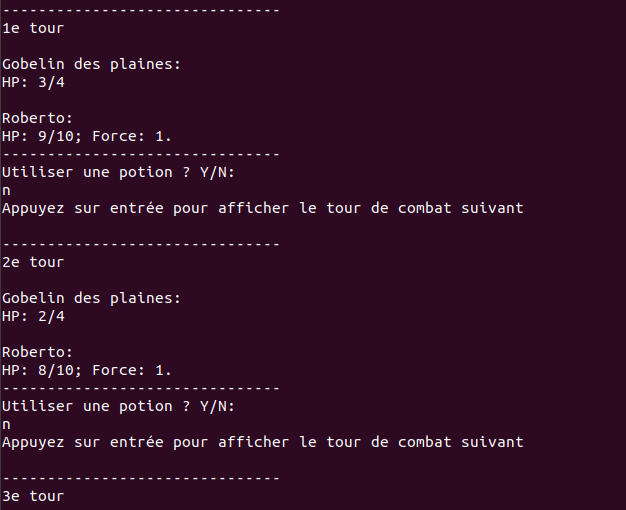 -------------------------------
1e tour
Gobelin des plaines:
HP: 3/4
Roberto:
HP: 9/10; Force: 1.
-------------------------------
Utiliser une potion ? Y/N:
n
Appuyez sur entrée pour afficher le tour de combat suivant
-------------------------------
2e tour
Gobelin des plaines:
HP: 2/4
Roberto:
HP: 8/10; Force: 1.
-------------------------------
Utiliser une potion ? Y/N:
n
Appuyez sur entrée pour afficher le tour de combat suivant
-------------------------------
3e tour